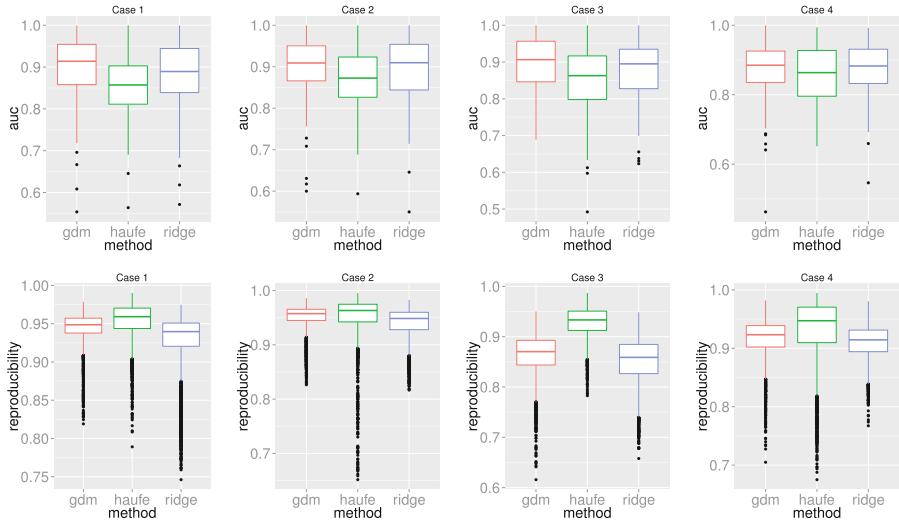 Case 1
Case 2
Case 3
Case 4
auc
1.0
0.9
0.8
0.7
0.6
gdm haufe ridge
method
auc
1.0
0.9
0.8
0.7
0.6
gdm haufe ridge
method
auc
1.0
0.9
0.8
0.7
0.6
0.5
gdm haufe ridge
method
auc
1.0
0.8
0.6
gdm haufe ridge
method
Case 1
Case 2
Case 3
Case 4
reproducibility
1.00
0.95
0.90
0.85
0.80
0.75
gdm haufe ridge
method
reproducibility
1.0
0.9
0.8
0.7
gdm haufe ridge
method
reproducibility
1.0
0.9
0.8
0.7
0.6
gdm haufe ridge
method
reproducibility
1.0
0.9
0.8
0.7
gdm haufe ridge
method